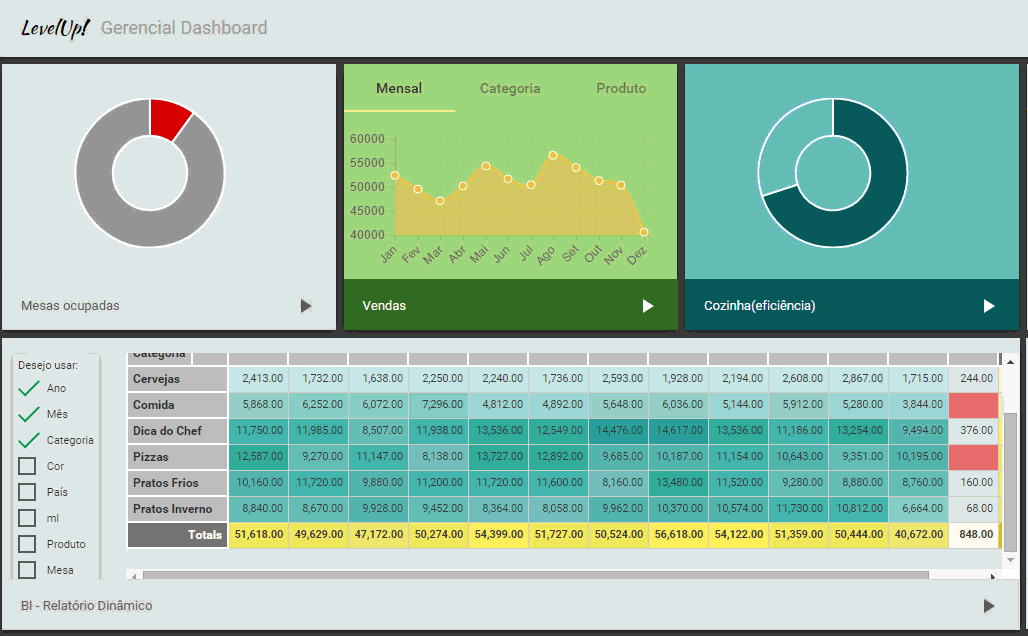 LevelUp! Gerencial Dashboard
Mensal Categoria Produto
60000
55000
50000
45000
40000
Jan Fev Mar Abr Mai Jun Jul Ago Set Out Nov Dez
Mesas ocupadas
Vendas
Cozinha(eficiência)
Desejo usar:
Ano
Mês
Categoria
Cor
País
ml
Produto
Mesa
Categoria
Cervejas 2,413.00 1,732.00 1,638.00 2,250.00 2,240.00 1,736.00 2,593.00 1,928.00 2,194.00 2,608.00 2,867.00 1,715.00 244.00
Comida 5,868.00 6,252.00 6,072.00 7,296.00 4,812.00 4,892.00 5,648.00 6,036.00 5,144.00 5,912.00 5,280.00 3,844.00
Dica do Chef 11,750.00 11,985.00 8,507.00 11,938.00 13,536.00 12,549.00 14,476.00 14,617.00 13,536.00 11,186.00 13,254.00 9,494.00 376.00
Pizzas 12,587.00 9,270.00 11,147.00 8,138.00 13,727.00 12,892.00 9,685.00 10,187.00 11,154.00 10,643.00 9,351.00 10,195.00
Pratos Frios 10,160.00 11,720.00 9,880.00 11,200.00 11,720.00 11,600.00 8,160.00 13,480.00 11,520.00 9,280.00 8,880.00 8,760.00 160.00
Pratos Inverno 8,840.00 8,670.00 9,928.00 9,452.00 8,364.00 8,058.00 9,962.00 10,370.00 10,574.00 11,730.00 10,812.00 6,664.00 68.00
Totals 51,618.00 49,629.00 47,172.00 50,274.00 54,399.00 51,727.00 50,524.00 56,618.00 54,122.00 51,359.00 50,444.00 40,672.00 848.00
BI - Relatório Dinâmico